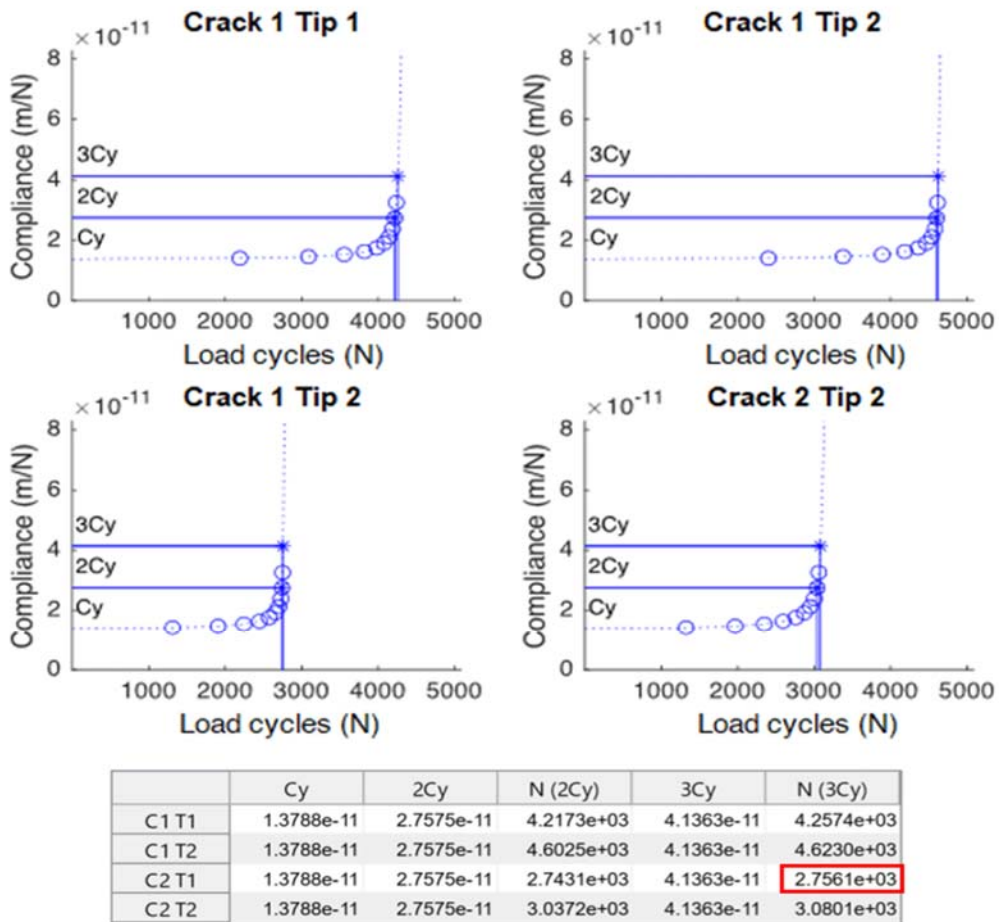 Crack 1 Tip 1
Crack 1 Tip 2
× 10⁻¹¹
× 10⁻¹¹
8
6
4
2
0
3Cy
2Cy
Cy
Compliance (m/N)
1000 2000 3000 4000 5000
Load cycles (N)
8
6
4
2
0
3Cy
2Cy
Cy
Compliance (m/N)
1000 2000 3000 4000 5000
Load cycles (N)
Crack 1 Tip 2
Crack 2 Tip 2
× 10⁻¹¹
× 10⁻¹¹
8
6
4
2
0
3Cy
2Cy
Cy
Compliance (m/N)
1000 2000 3000 4000 5000
Load cycles (N)
8
6
4
2
0
3Cy
2Cy
Cy
Compliance (m/N)
1000 2000 3000 4000 5000
Load cycles (N)
Cy 2Cy N (2Cy) 3Cy N (3Cy)
C1 T1 1.3788e-11 2.7575e-11 4.2173e+03 4.1363e-11 4.2574e+03
C1 T2 1.3788e-11 2.7575e-11 4.6025e+03 4.1363e-11 4.6230e+03
C2 T1 1.3788e-11 2.7575e-11 2.7431e+03 4.1363e-11 2.7561e+03
C2 T2 1.3788e-11 2.7575e-11 3.0372e+03 4.1363e-11 3.0801e+03